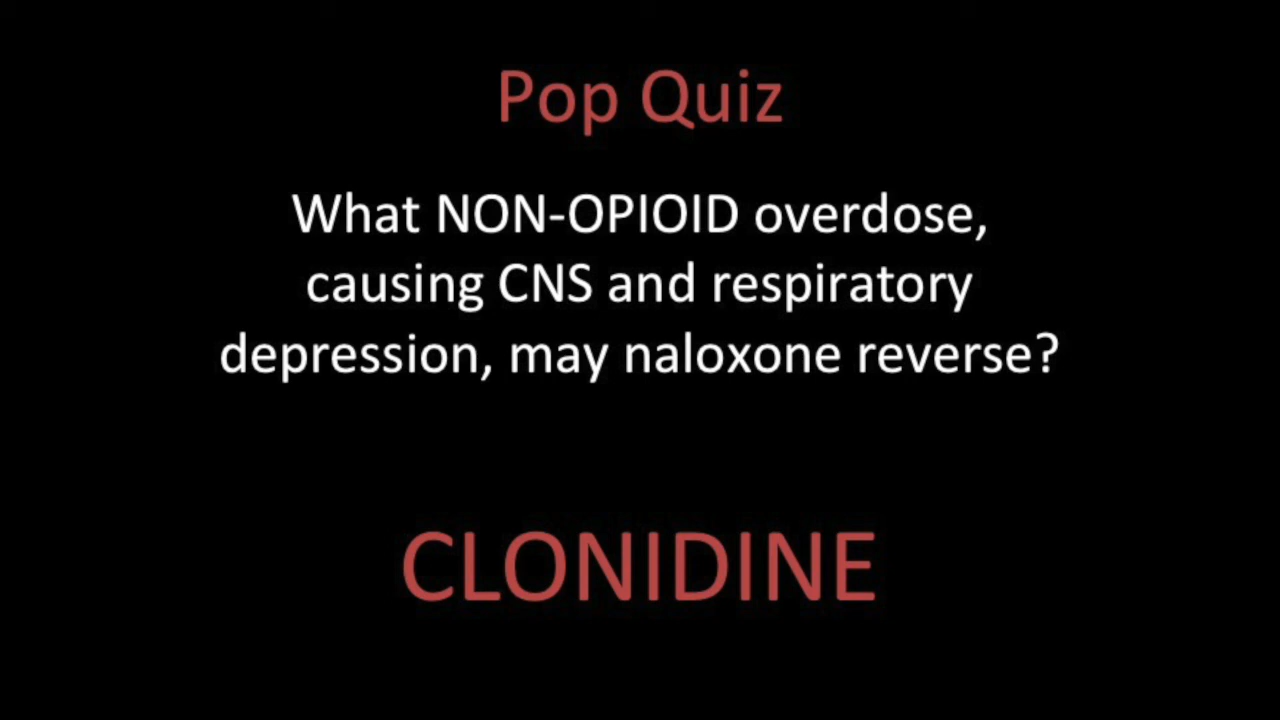 Pop Quiz
What NON-OPIOID overdose,
causing CNS and respiratory
depression, may naloxone reverse?
CLONIDINE